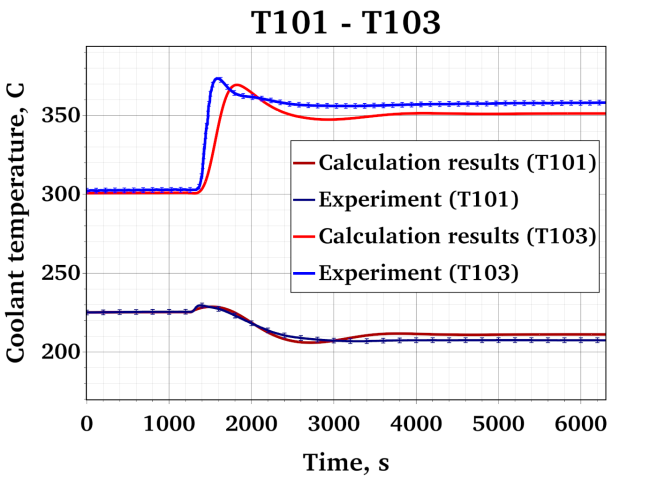 T101 - T103
Coolant temperature, C
350
300
250
200
Calculation results (T101)
Experiment (T101)
Calculation results (T103)
Experiment (T103)
0 1000 2000 3000 4000 5000 6000
Time, s